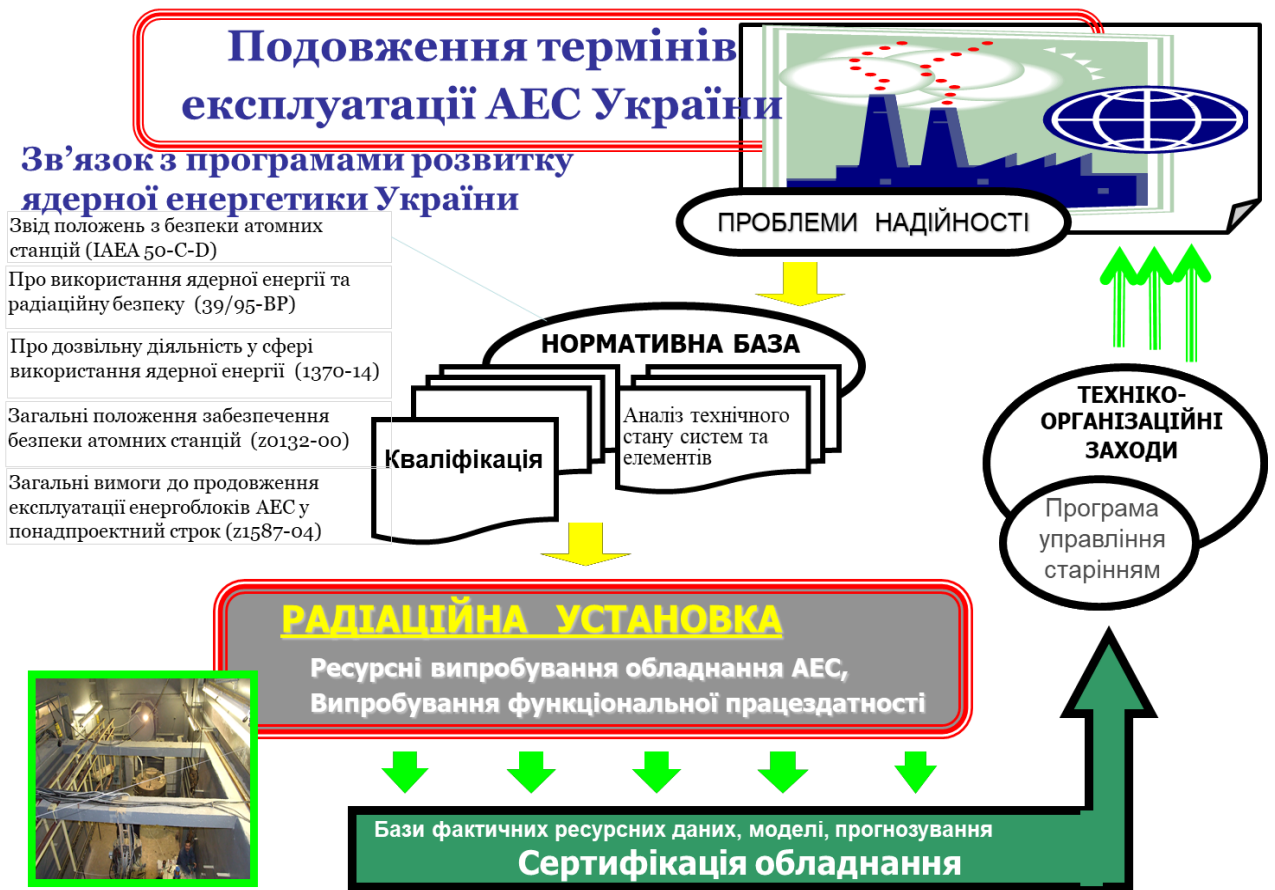 Подовження термінів
експлуатації АЕС України
Зв’язок з програмами розвитку
ядерної енергетики України
Звід положень з безпеки атомних
станцій (IAEA 50-C-D)
Про використання ядерної енергії та
радіаційну безпеку (39/95-ВР)
Про дозвільну діяльність у сфері
використання ядерної енергії (1370-14)
Загальні положення забезпечення
безпеки атомних станцій (z0132-00)
Загальні вимоги до продовження
експлуатації енергоблоків АЕС у
понадпроектний строк (z1587-04)
ПРОБЛЕМИ НАДІЙНОСТІ
НОРМАТИВНА БАЗА
Кваліфікація
Аналіз технічного
стану систем та
елементів
ТЕХНІКО-
ОРГАНІЗАЦІЙНІ
ЗАХОДИ
Програма
управління
старінням
РАДІАЦІЙНА УСТАНОВКА
Ресурсні випробування обладнання АЕС,
Випробування функціональної працездатності
Бази фактичних ресурсних даних, моделі, прогнозування
Сертифікація обладнання